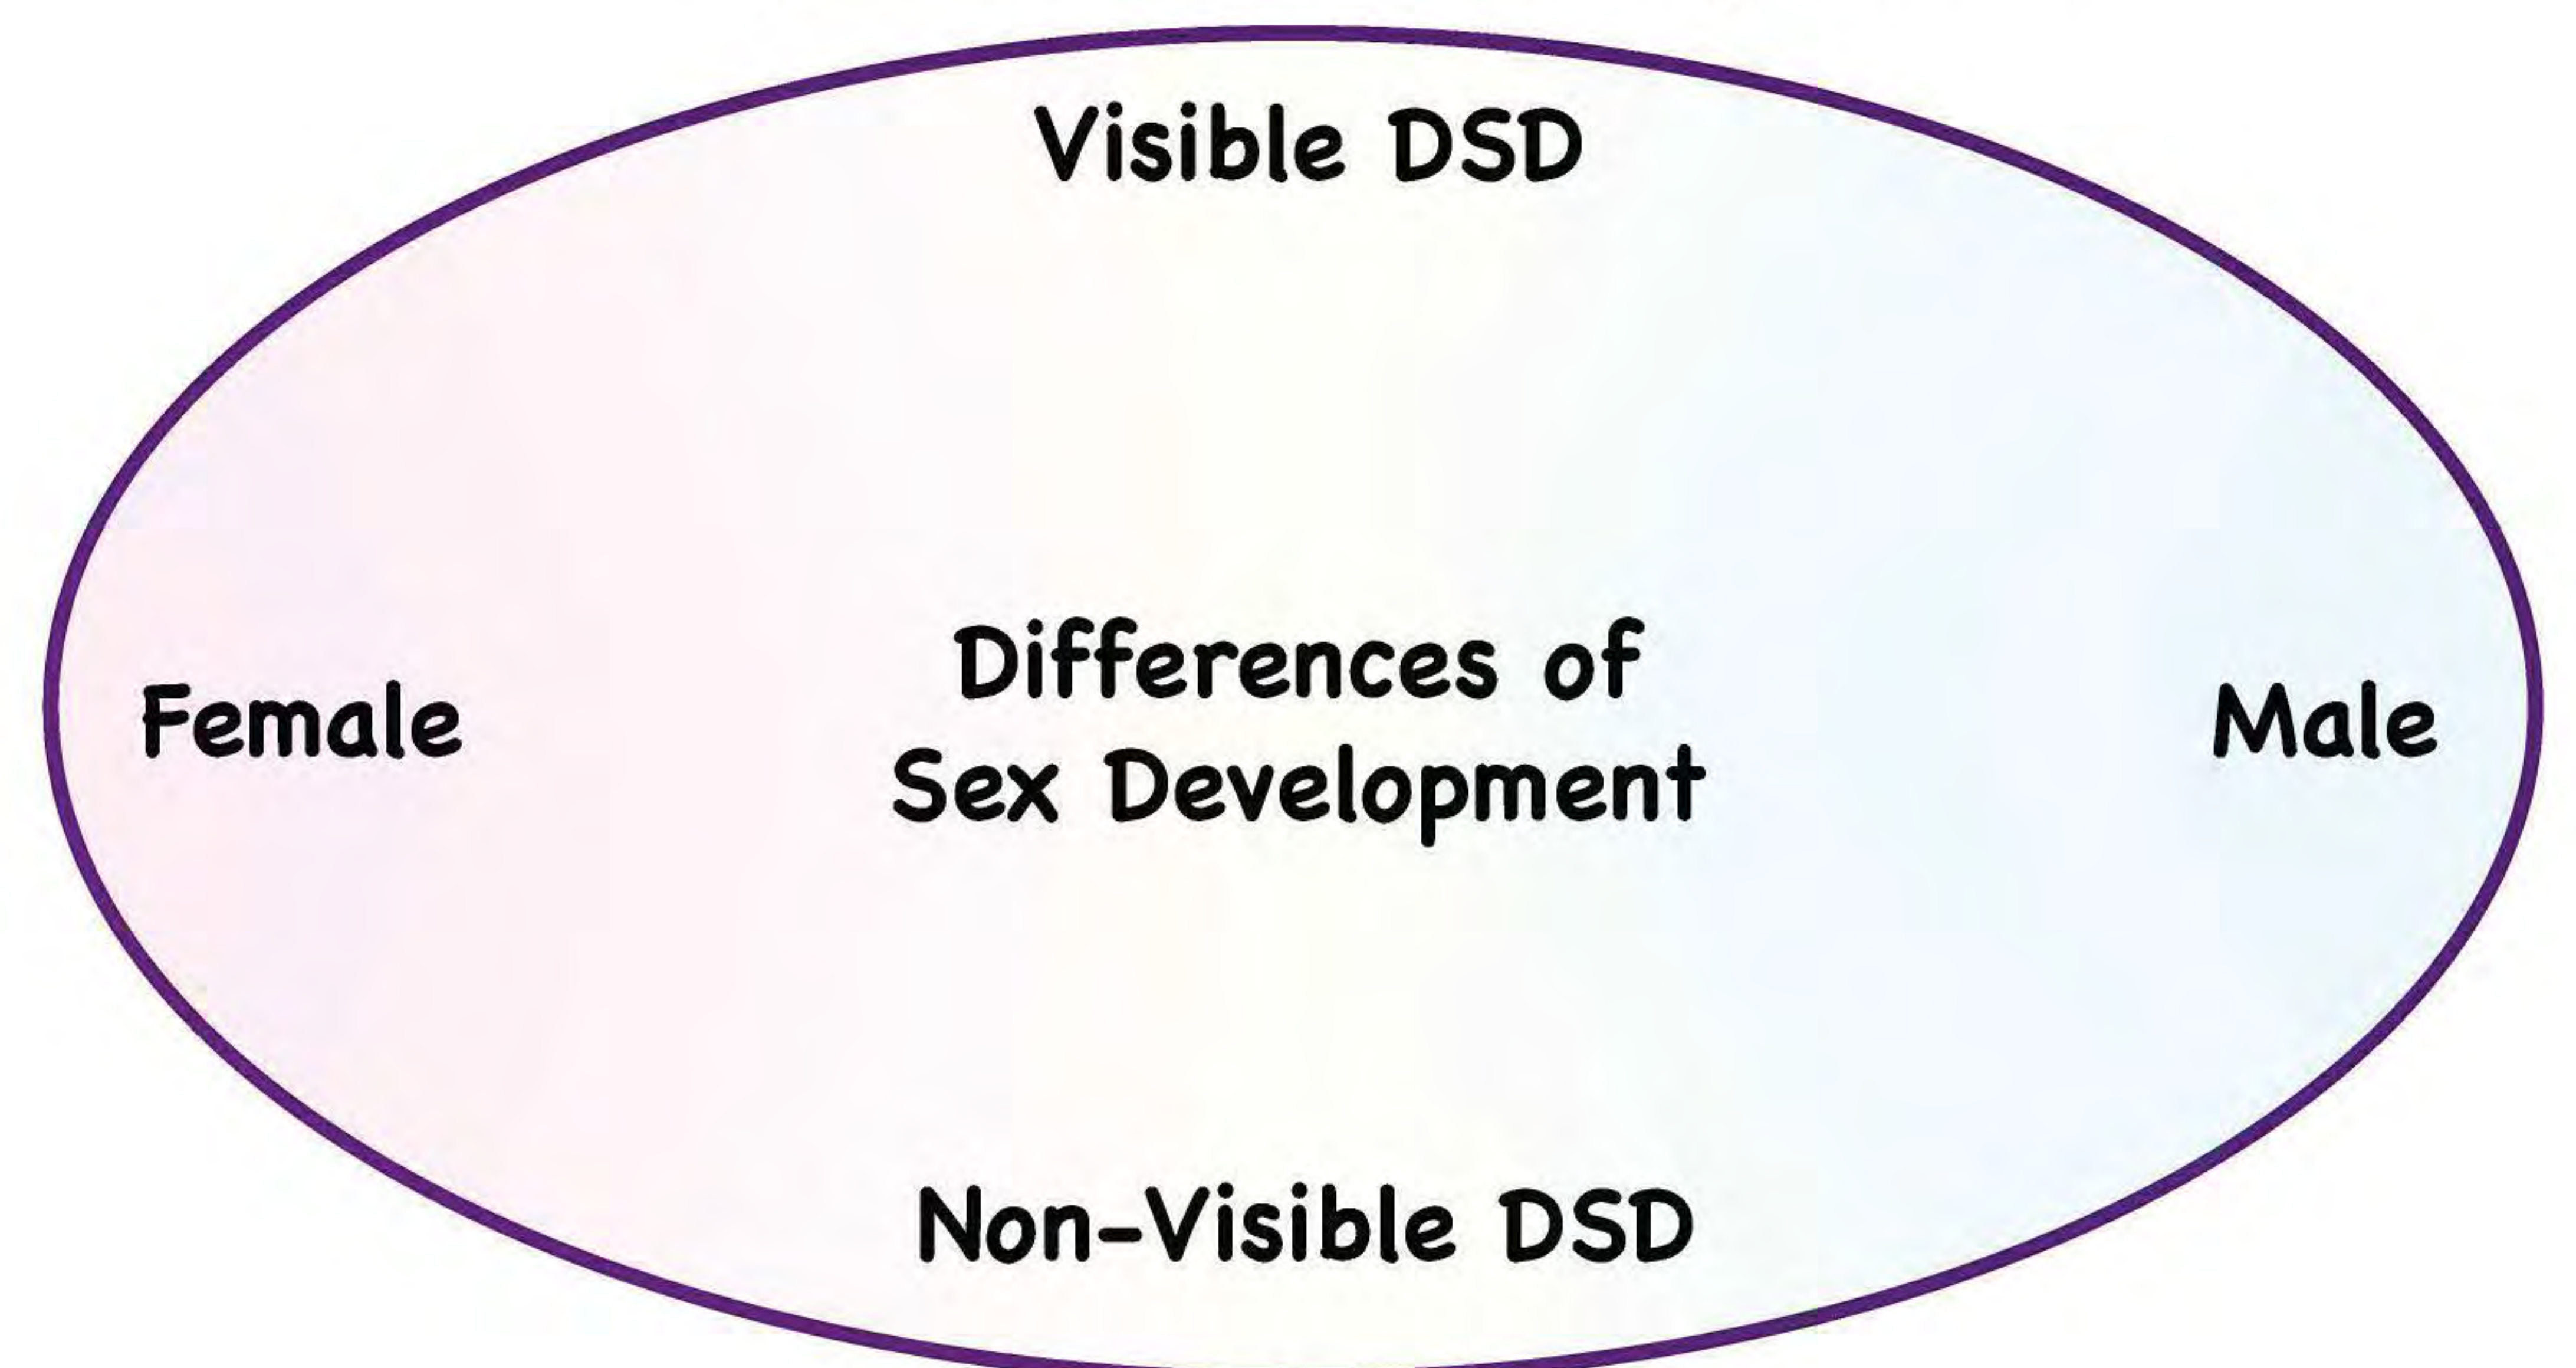 Visible DSD
Differences of
Sex Development
Female
Male
Non-Visible DSD